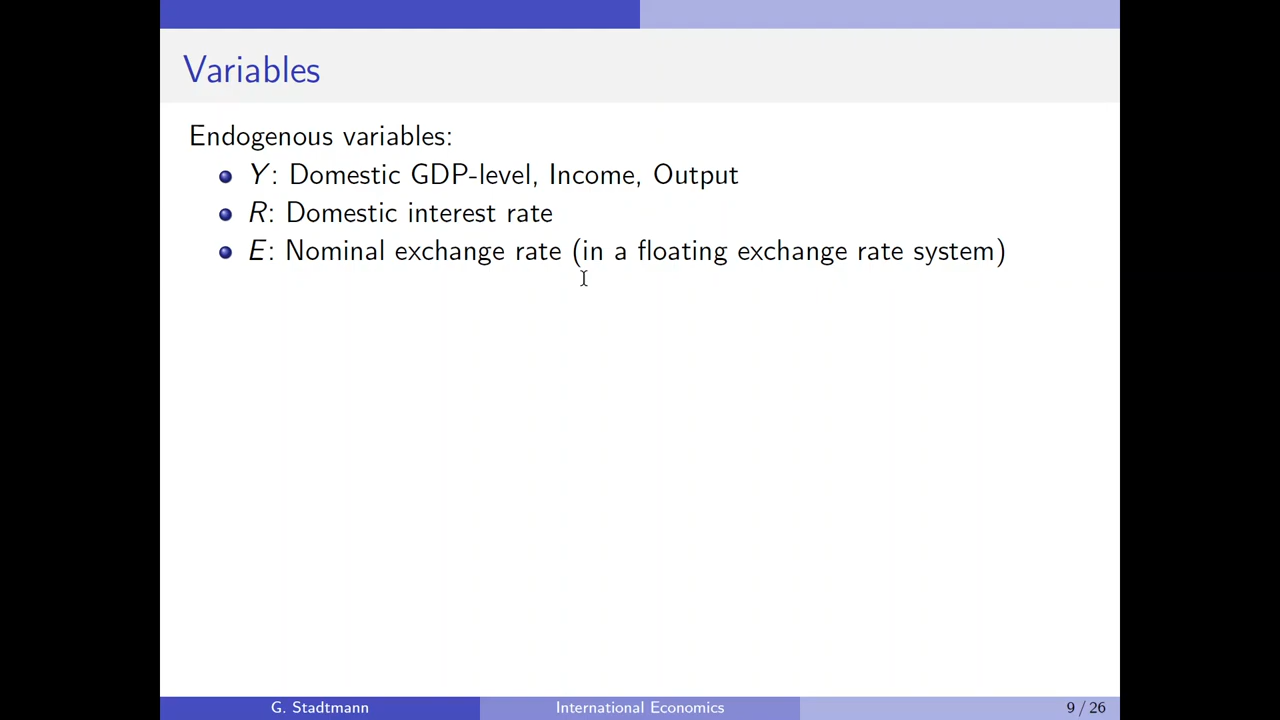 Variables
Endogenous variables:
Y: Domestic GDP-level, Income, Output
R: Domestic interest rate
E: Nominal exchange rate (in a floating exchange rate system)
G. Stadtmann
International Economics
9 / 26